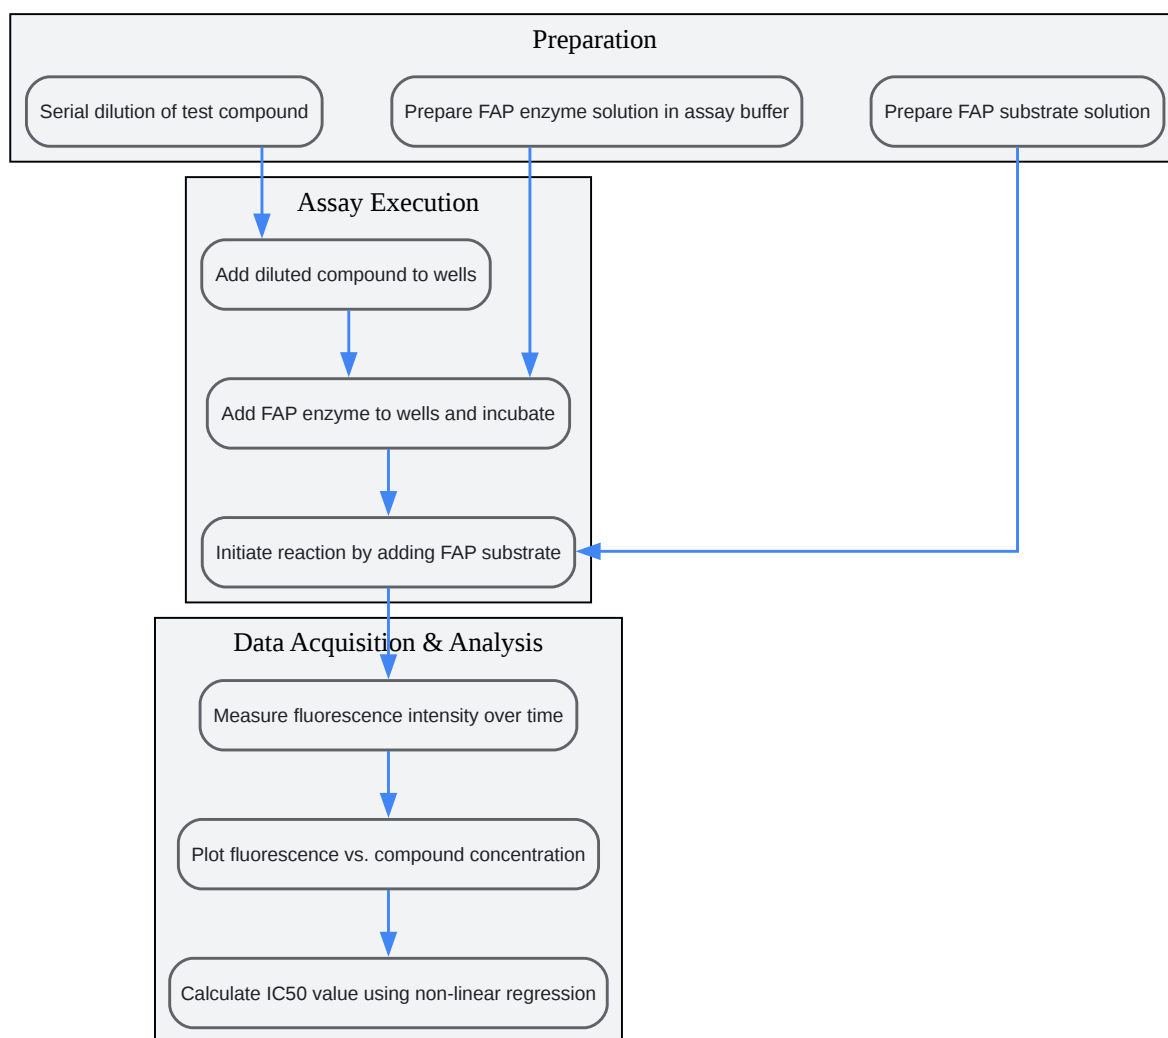 Preparation
Serial dilution of test compound
Prepare FAP enzyme solution in assay buffer
Prepare FAP substrate solution
Assay Execution
Add diluted compound to wells
Add FAP enzyme to wells and incubate
Initiate reaction by adding FAP substrate
Data Acquisition & Analysis
Measure fluorescence intensity over time
Plot fluorescence vs. compound concentration
Calculate IC50 value using non-linear regression